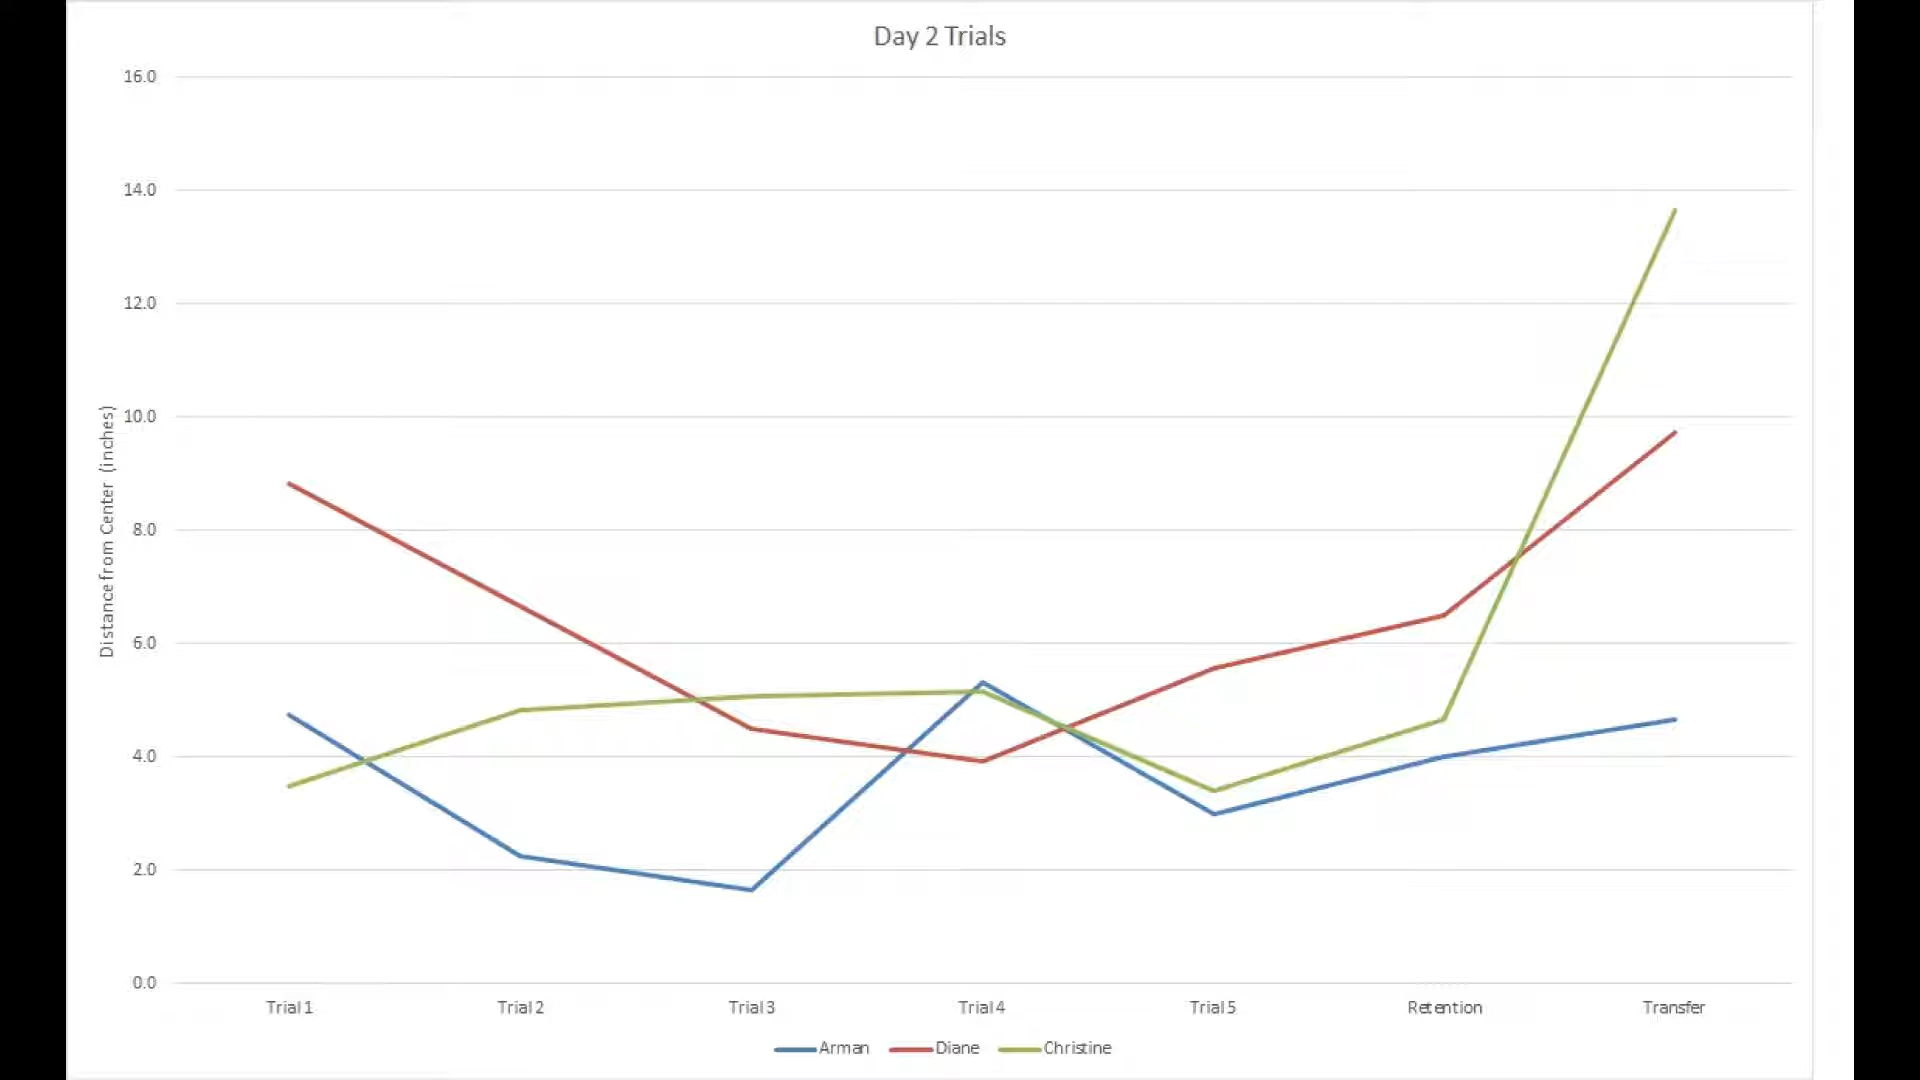 Day 2 Trials
16.0
14.0
12.0
10.0
8.0
6.0
4.0
2.0
0.0
Distance from Center (inches)
Trial 1 Trial 2 Trial 3 Trial 4 Trial 5 Retention Transfer
Arman Diane Christine